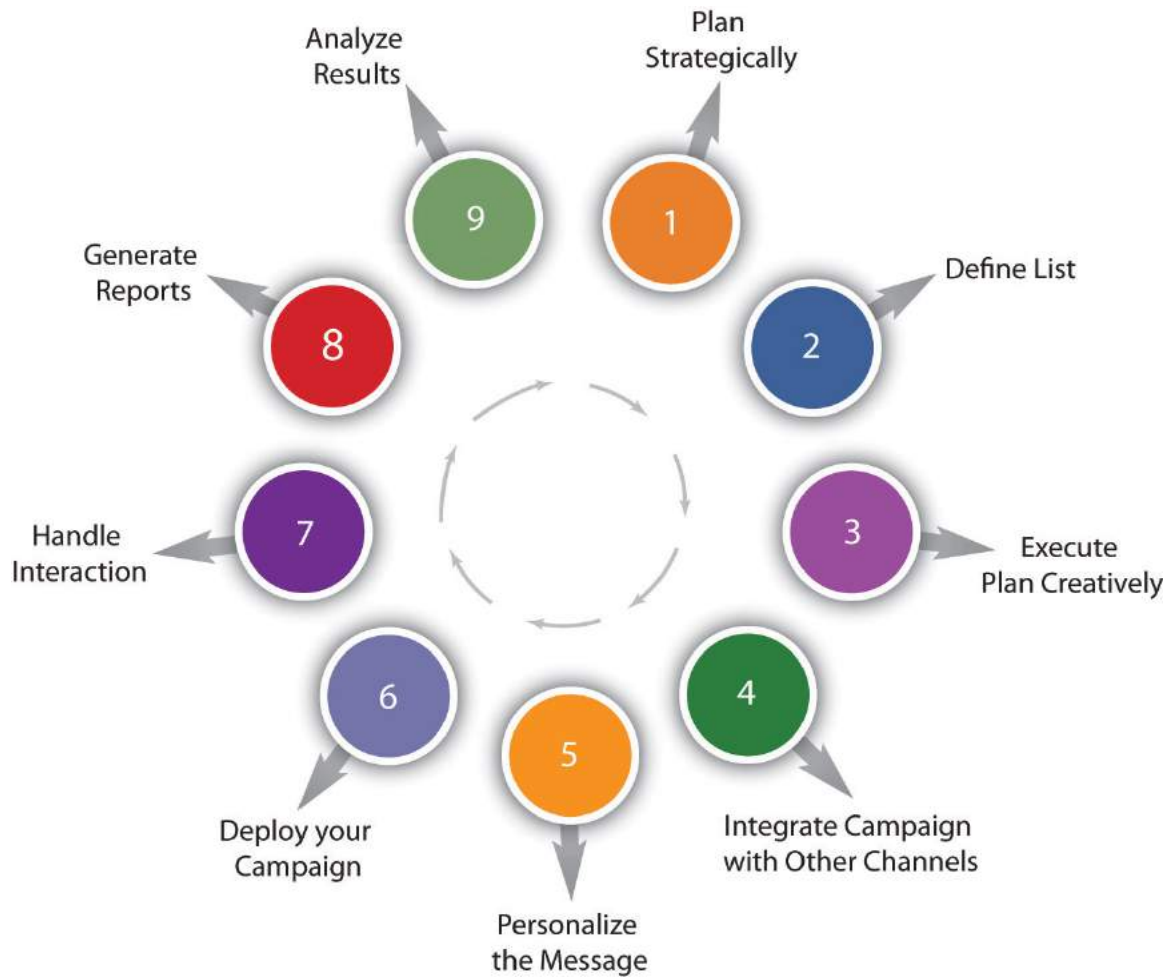 1
Plan
Strategically
2
Define List
3
Execute
Plan Creatively
4
Integrate Campaign
with Other Channels
5
Personalize
the Message
6
Deploy your
Campaign
7
Handle
Interaction
8
Generate
Reports
9
Analyze
Results